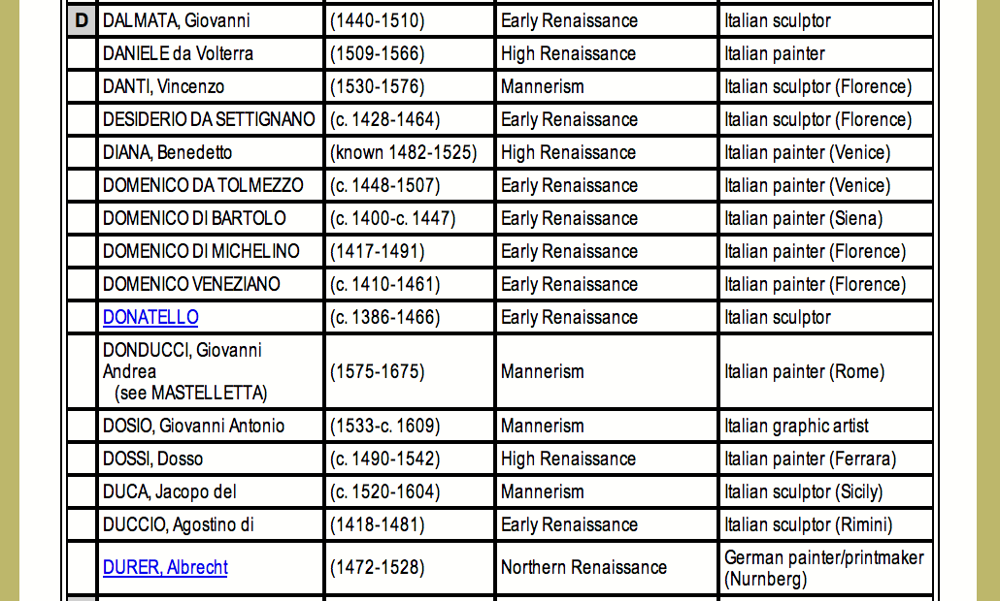 D DALMATA, Giovanni (1440-1510) Early Renaissance Italian sculptor
DANIELE da Volterra (1509-1566) High Renaissance Italian painter
DANTI, Vincenzo (1530-1576) Mannerism Italian sculptor (Florence)
DESIDERIO DA SETTIGNANO (c. 1428-1464) Early Renaissance Italian sculptor (Florence)
DIANA, Benedetto (known 1482-1525) High Renaissance Italian painter (Venice)
DOMENICO DA TOLMEZZO (c. 1448-1507) Early Renaissance Italian painter (Venice)
DOMENICO DI BARTOLO (c. 1400-c. 1447) Early Renaissance Italian painter (Siena)
DOMENICO DI MICHELINO (1417-1491) Early Renaissance Italian painter (Florence)
DOMENICO VENEZIANO (c. 1410-1461) Early Renaissance Italian painter (Florence)
DONATELLO (c. 1386-1466) Early Renaissance Italian sculptor
DONDUCCI, Giovanni
Andrea
(see MASTELLETTA) (1575-1675) Mannerism Italian painter (Rome)
DOSIO, Giovanni Antonio (1533-c. 1609) Mannerism Italian graphic artist
DOSSI, Dosso (c. 1490-1542) High Renaissance Italian painter (Ferrara)
DUCA, Jacopo del (c. 1520-1604) Mannerism Italian sculptor (Sicily)
DUCCIO, Agostino di (1418-1481) Early Renaissance Italian sculptor (Rimini)
DURER, Albrecht (1472-1528) Northern Renaissance German painter/printmaker
(Nurnberg)